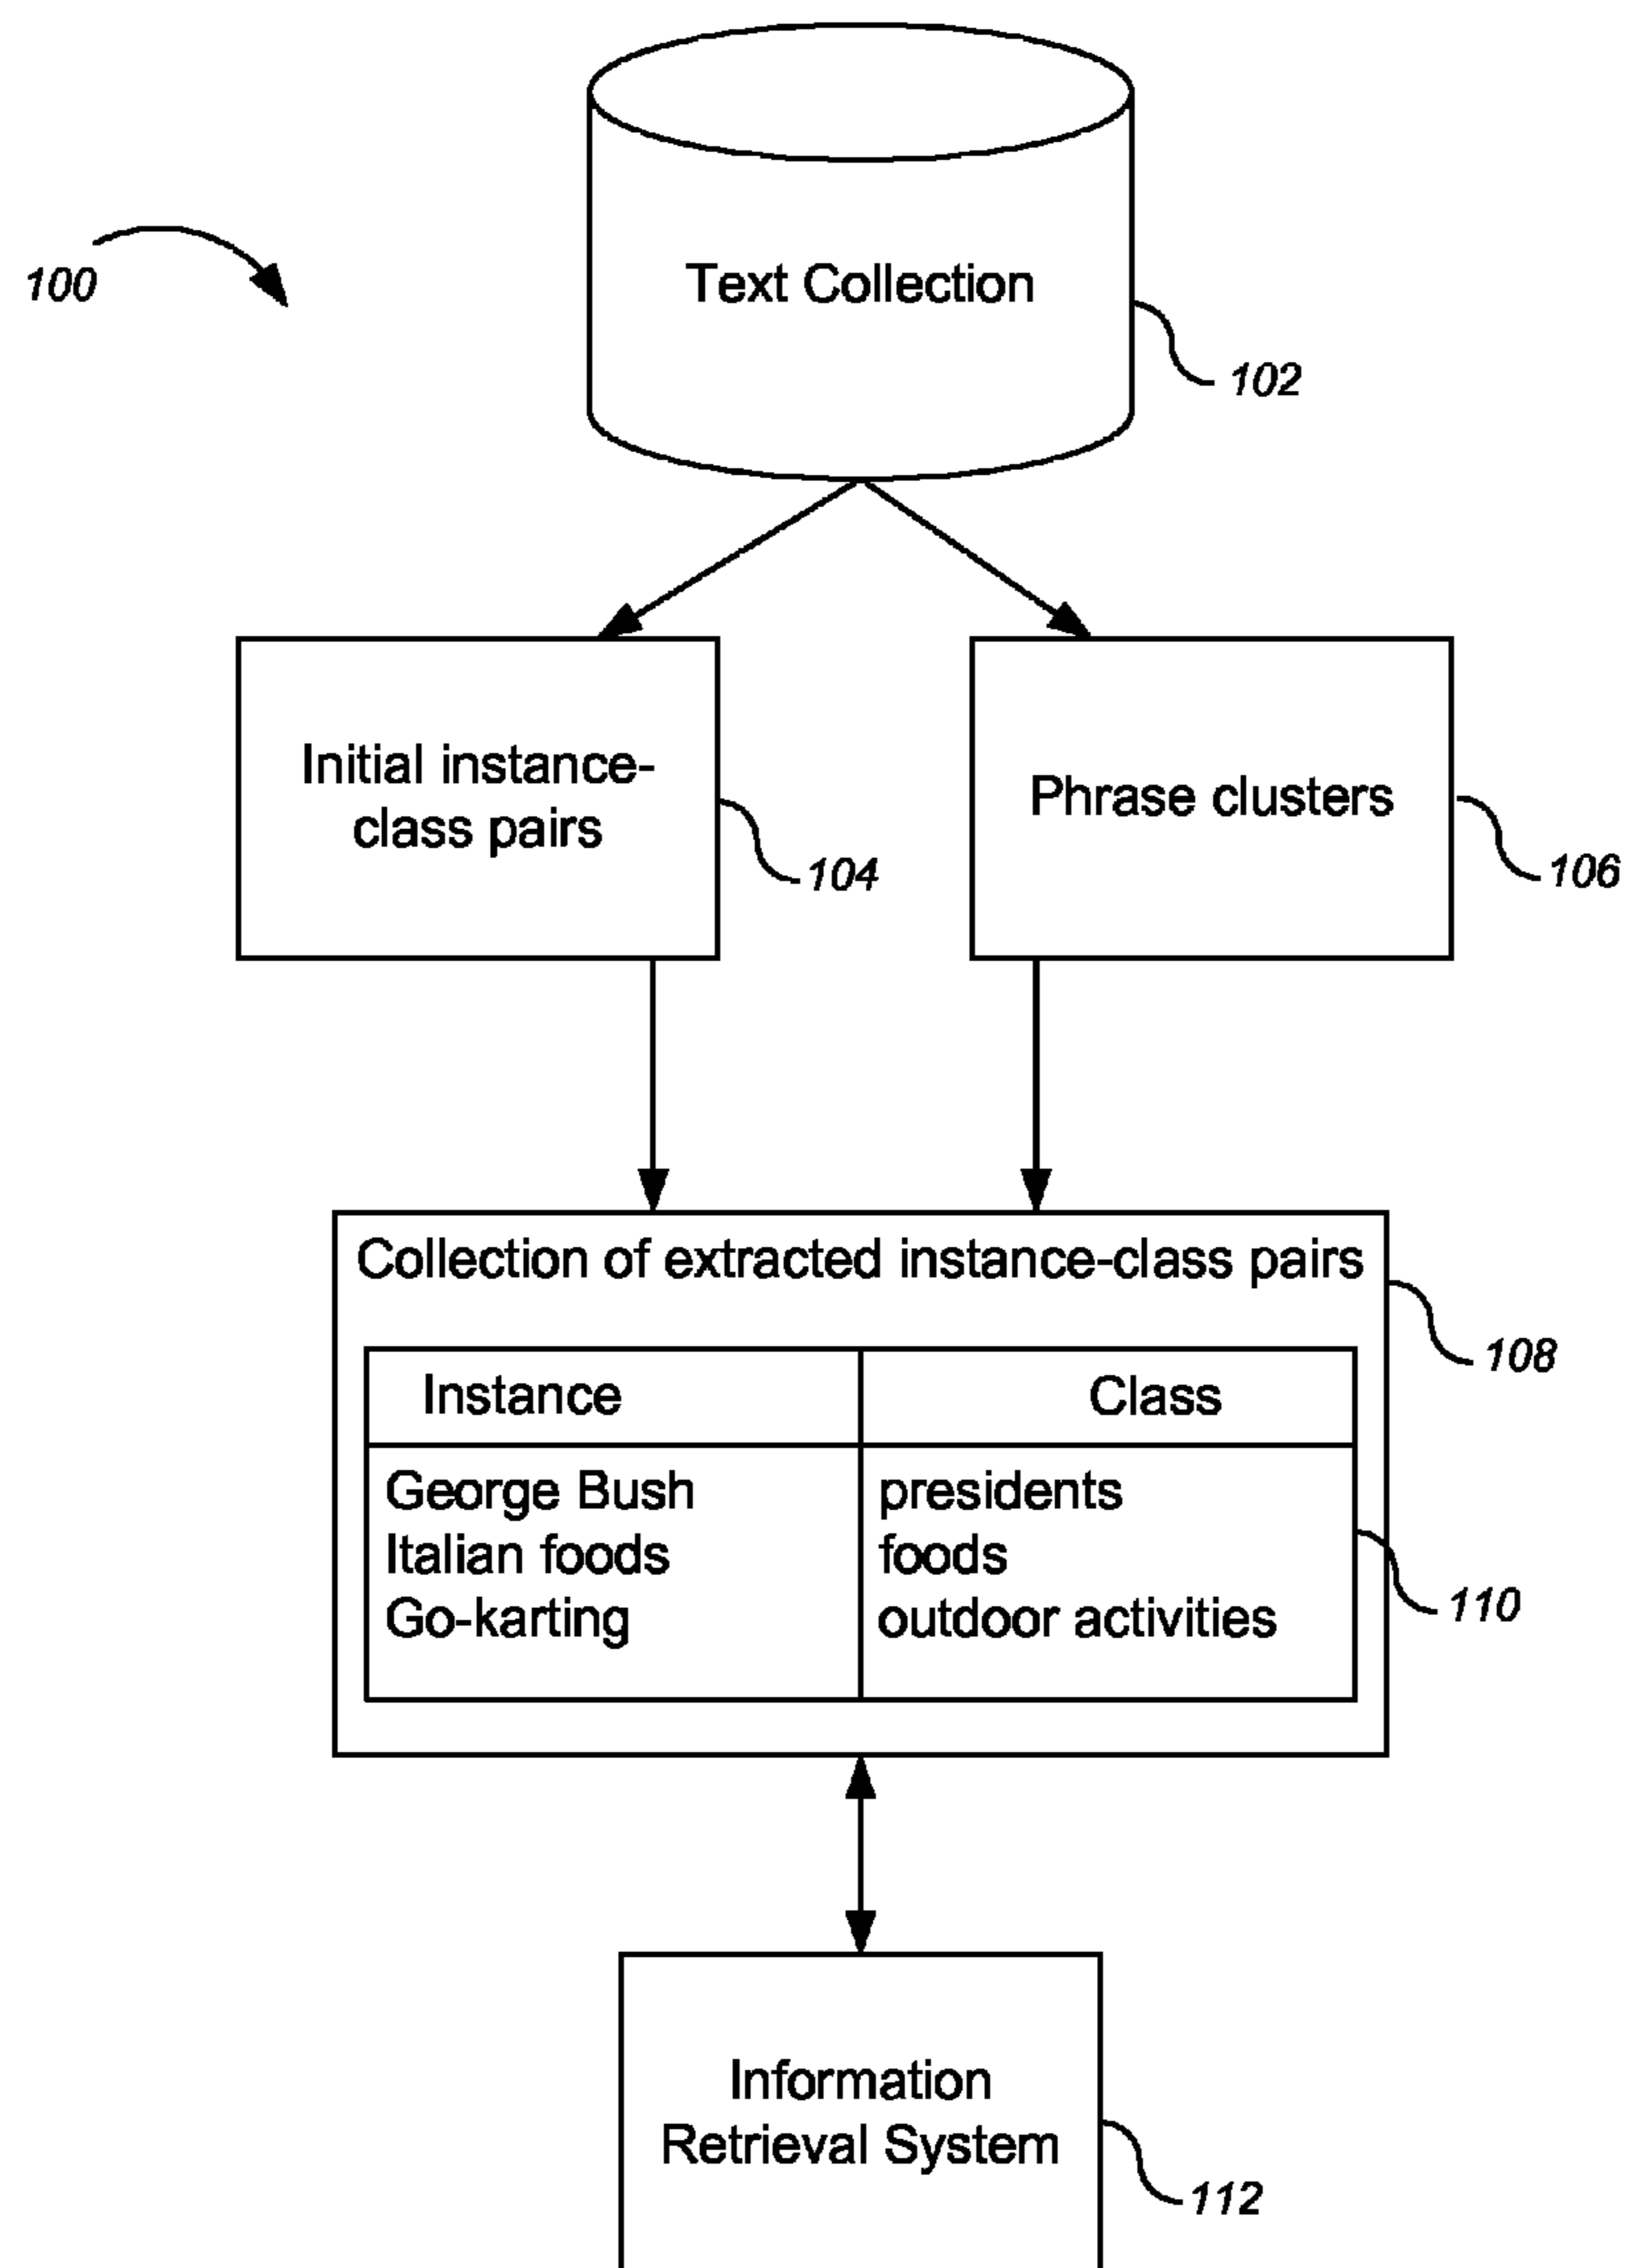 100
Text Collection
102
Initial instance-
class pairs
104
Phrase clusters
106
Collection of extracted instance-class pairs
108
Instance
Class
George Bush
presidents
Italian foods
foods
Go-karting
outdoor activities
110
Information
Retrieval System
112